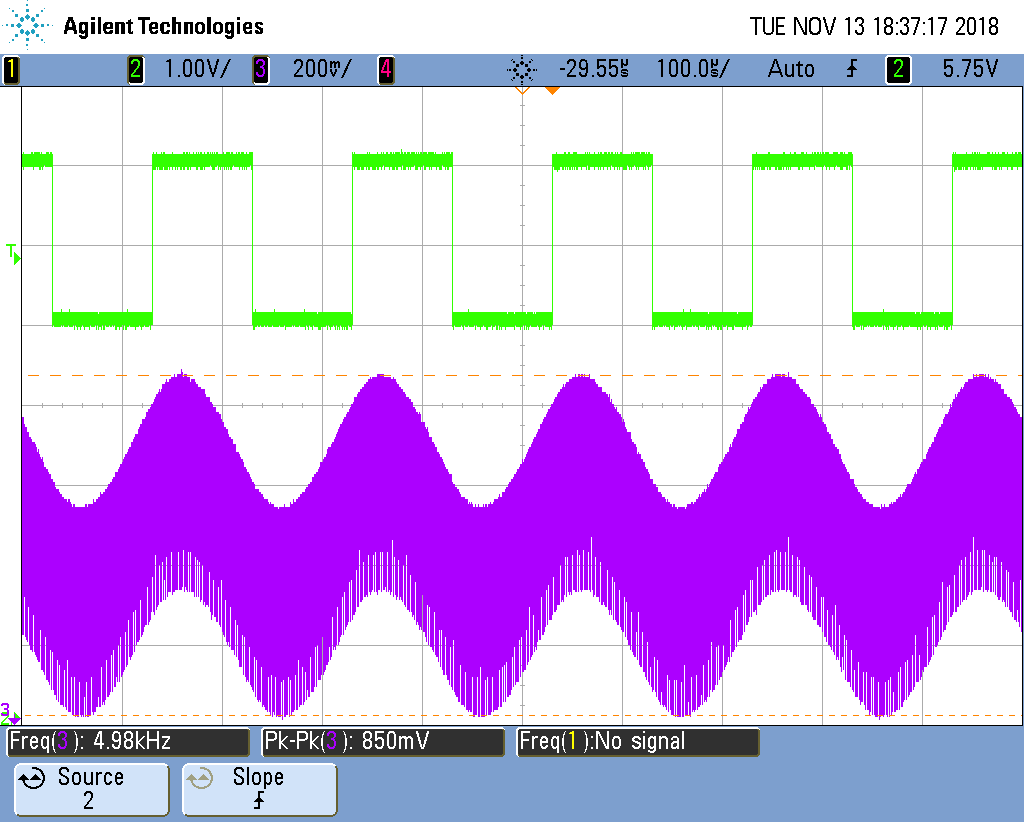 Agilent Technologies TUE NOV 13 18:37:17 2018
1 2 1.00V/ 3 200mV/ 4 -29.55µs 100.0µs/ Auto 2 5.75V
T
3
2
Freq(3): 4.98kHz Pk-Pk(3): 850mV Freq(1):No signal
Source Slope
2